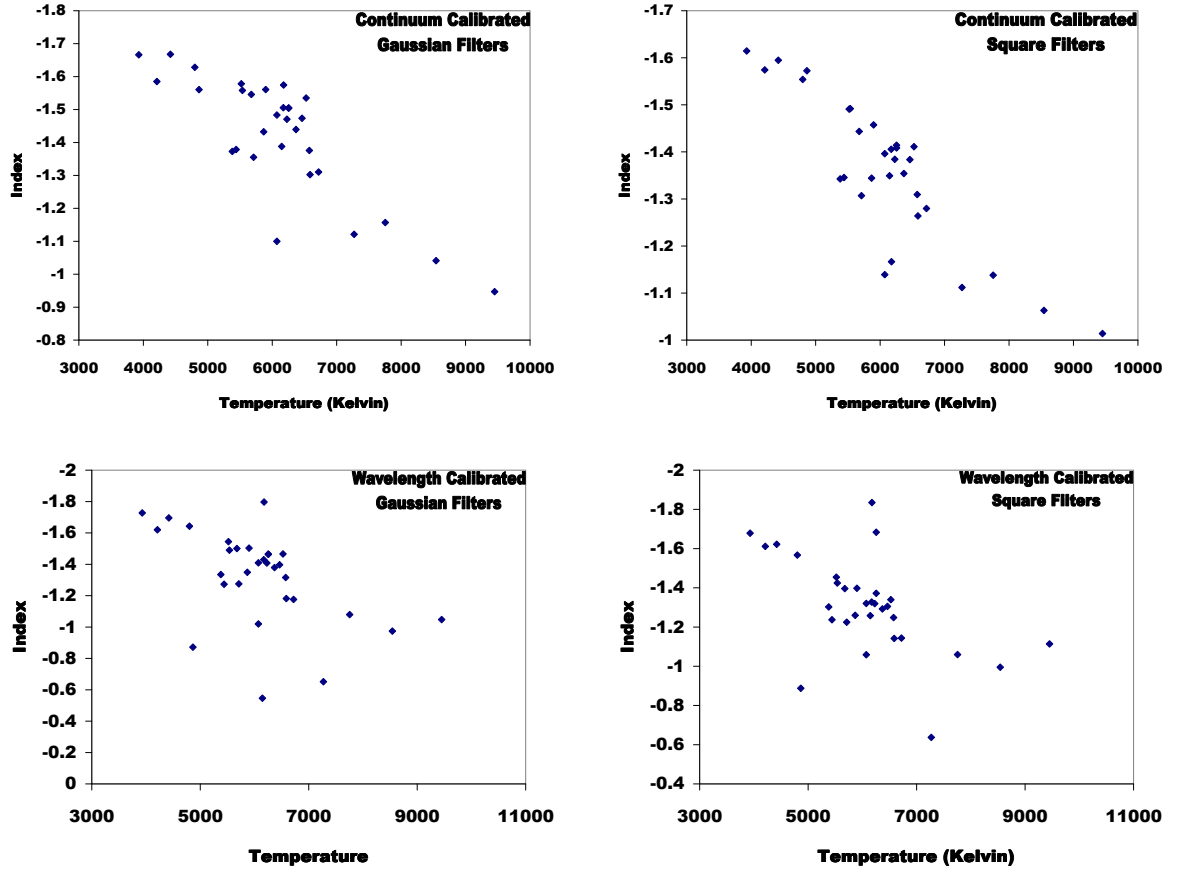 Continuum Calibrated
Gaussian Filters
-1.8
-1.7
-1.6
-1.5
-1.4
-1.3
-1.2
-1.1
-1
-0.9
-0.8
Index
3000 4000 5000 6000 7000 8000 9000 10000
Temperature (Kelvin)
Continuum Calibrated
Square Filters
-1.7
-1.6
-1.5
-1.4
-1.3
-1.2
-1.1
-1
Index
3000 4000 5000 6000 7000 8000 9000 10000
Temperature (Kelvin)
Wavelength Calibrated
Gaussian Filters
-2
-1.8
-1.6
-1.4
-1.2
-1
-0.8
-0.6
-0.4
-0.2
0
Index
3000 5000 7000 9000 11000
Temperature
Wavelength Calibrated
Square Filters
-2
-1.8
-1.6
-1.4
-1.2
-1
-0.8
-0.6
-0.4
Index
3000 5000 7000 9000 11000
Temperature (Kelvin)